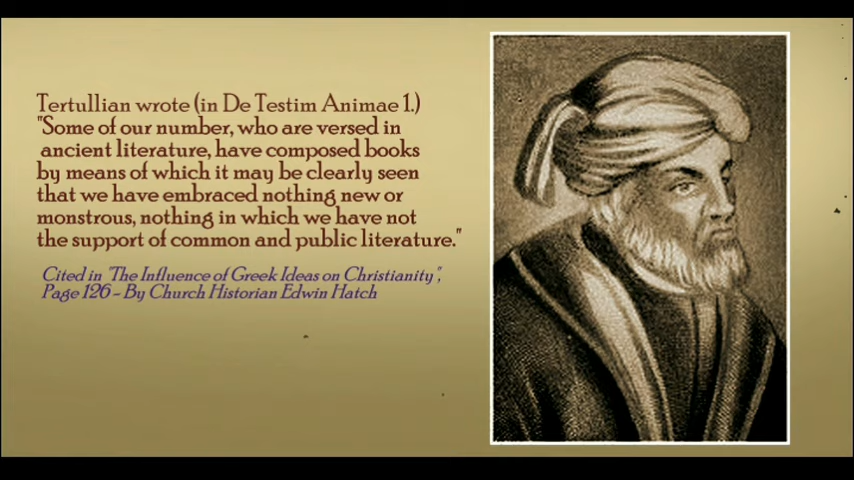 Tertullian wrote (in De Testim Animae 1.)
"Some of our number, who are versed in
ancient literature, have composed books
by means of which it may be clearly seen
that we have embraced nothing new or
monstrous, nothing in which we have not
the support of common and public literature."
Cited in "The Influence of Greek Ideas on Christianity",
Page 126 - By Church Historian Edwin Hatch